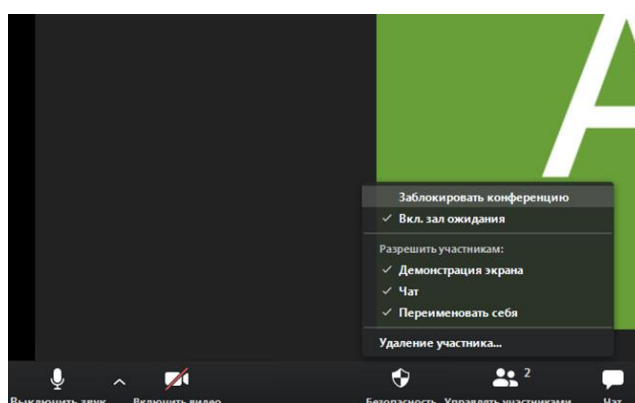 A
Заблокировать конференцию
Вкл. зал ожидания
Разрешить участникам:
Демонстрация экрана
Чат
Переименовать себя
Удаление участника...
2
Выключить звук Включить видео Безопасность Управлять участниками Чат